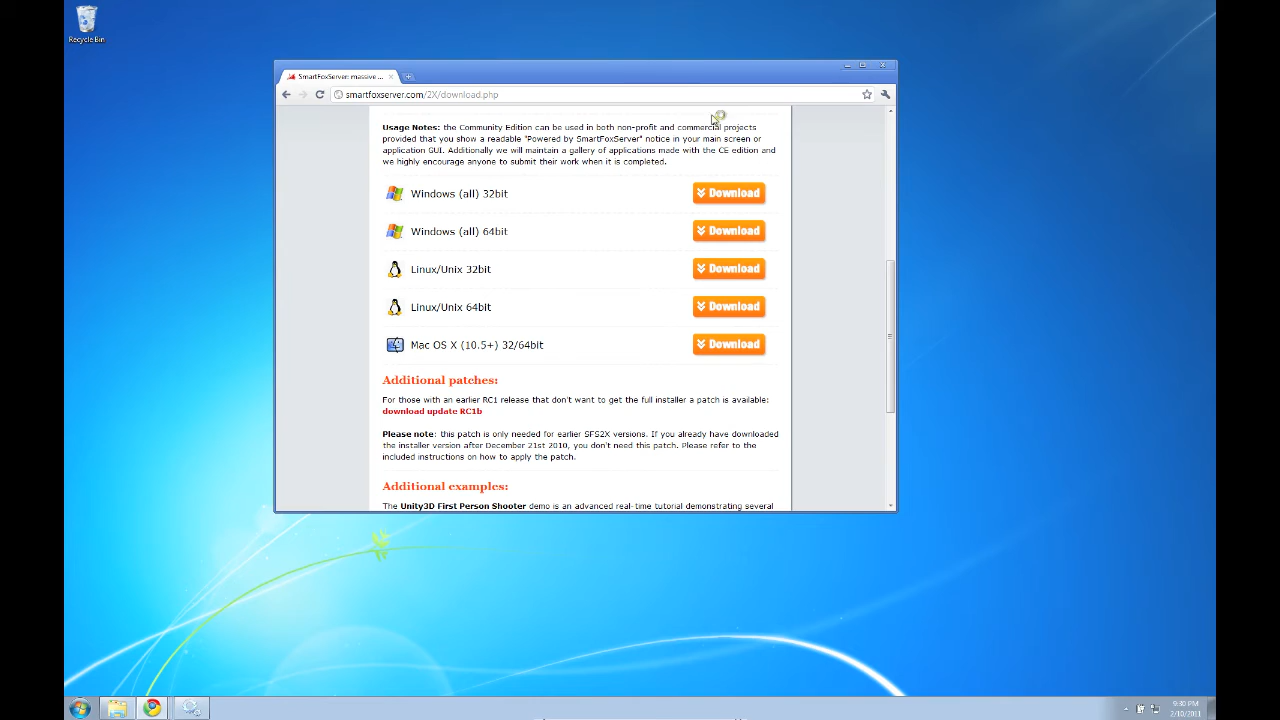 Recycle Bin
SmartFoxServer: massive ...
smartfoxserver.com/2X/download.php
Usage Notes: the Community Edition can be used in both non-profit and commercial projects
provided that you show a readable "Powered by SmartFoxServer" notice in your main screen or
application GUI. Additionally we will maintain a gallery of applications made with the CE edition and
we highly encourage anyone to submit their work when it is completed.
Windows (all) 32bit Download
Windows (all) 64bit Download
Linux/Unix 32bit Download
Linux/Unix 64bit Download
Mac OS X (10.5+) 32/64bit Download
Additional patches:
For those with an earlier RC1 release that don't want to get the full installer a patch is available:
download update RC1b
Please note: this patch is only needed for earlier SFS2X versions. If you already have downloaded
the installer version after December 21st 2010, you don't need this patch. Please refer to the
included instructions on how to apply the patch.
Additional examples:
The Unity3D First Person Shooter demo is an advanced real-time tutorial demonstrating several
9:30 PM
2/10/2011